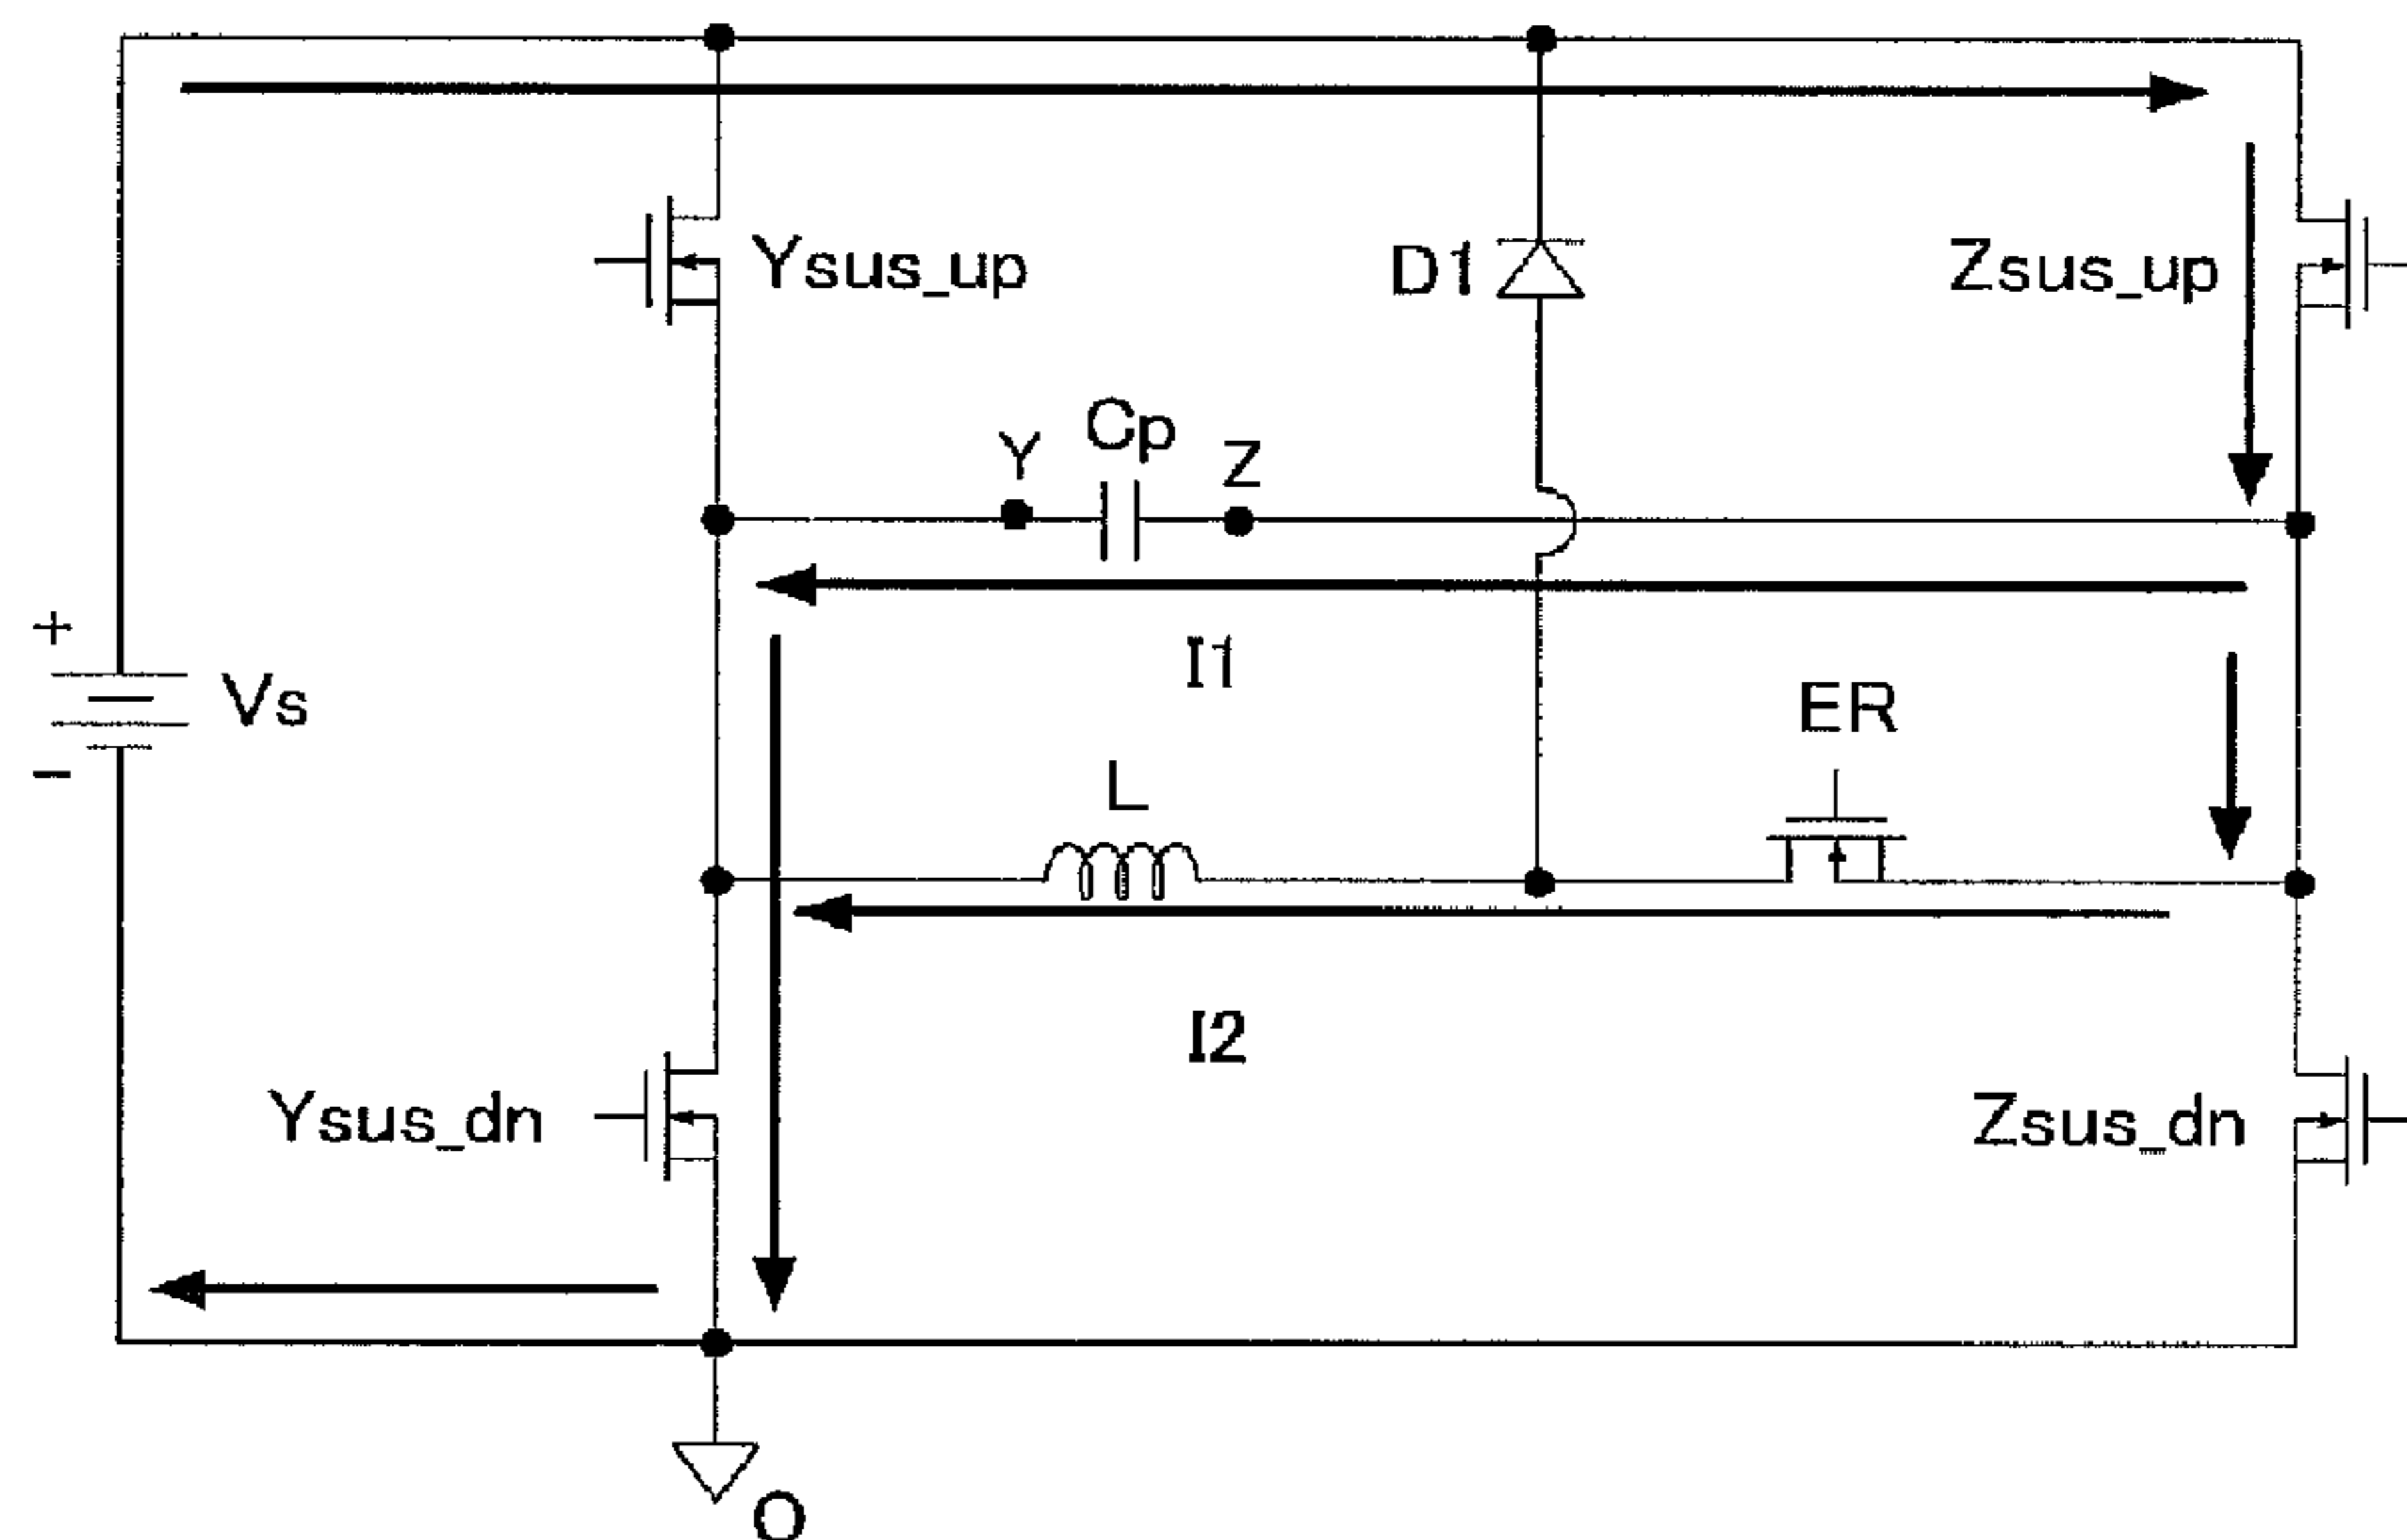 Ysus_up
D1
Zsus_up
Cp
Y
Z
+
Vs
−
I1
ER
L
I2
Ysus_dn
Zsus_dn
O